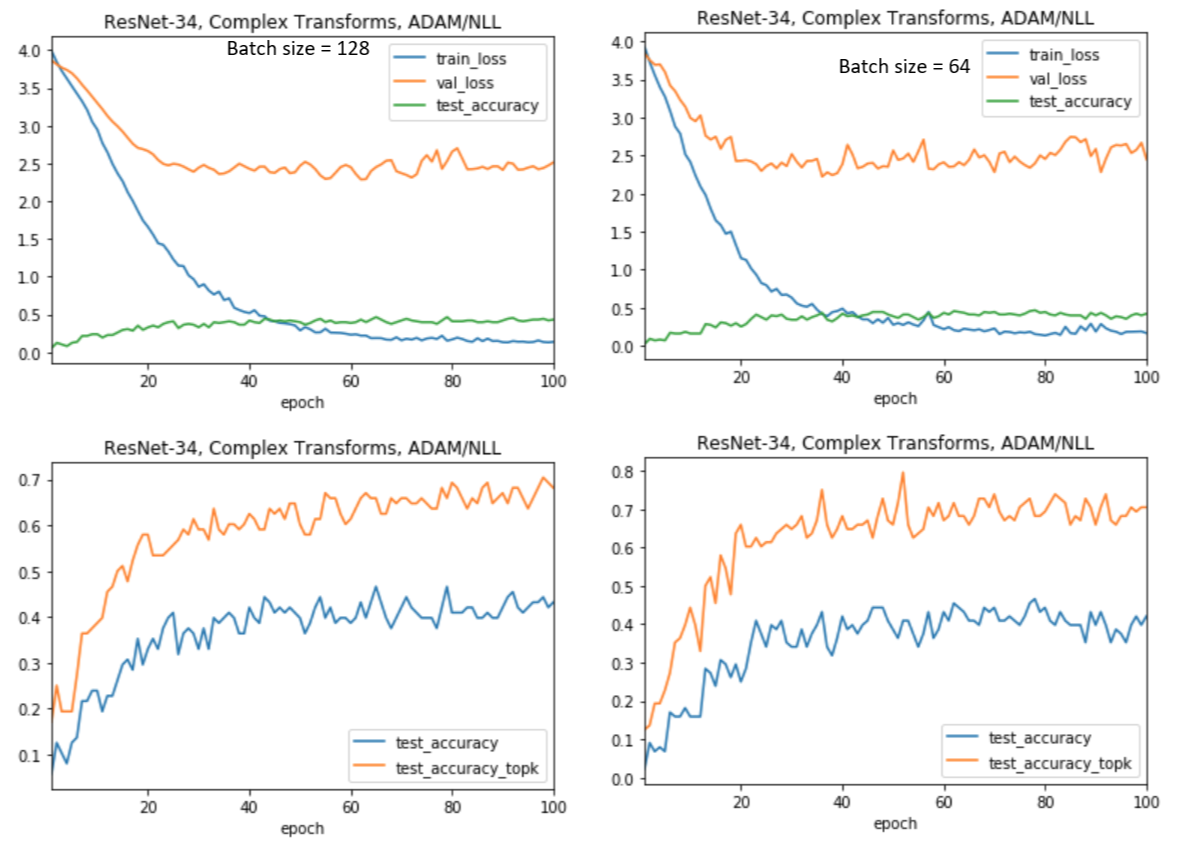 ResNet-34, Complex Transforms, ADAM/NLL
Batch size = 128
train_loss
val_loss
test_accuracy
4.0
3.5
3.0
2.5
2.0
1.5
1.0
0.5
0.0
20 40 60 80 100
epoch
ResNet-34, Complex Transforms, ADAM/NLL
Batch size = 64
train_loss
val_loss
test_accuracy
4.0
3.5
3.0
2.5
2.0
1.5
1.0
0.5
0.0
20 40 60 80 100
epoch
ResNet-34, Complex Transforms, ADAM/NLL
0.7
0.6
0.5
0.4
0.3
0.2
0.1
test_accuracy
test_accuracy_topk
20 40 60 80 100
epoch
ResNet-34, Complex Transforms, ADAM/NLL
0.8
0.7
0.6
0.5
0.4
0.3
0.2
0.1
0.0
test_accuracy
test_accuracy_topk
20 40 60 80 100
epoch